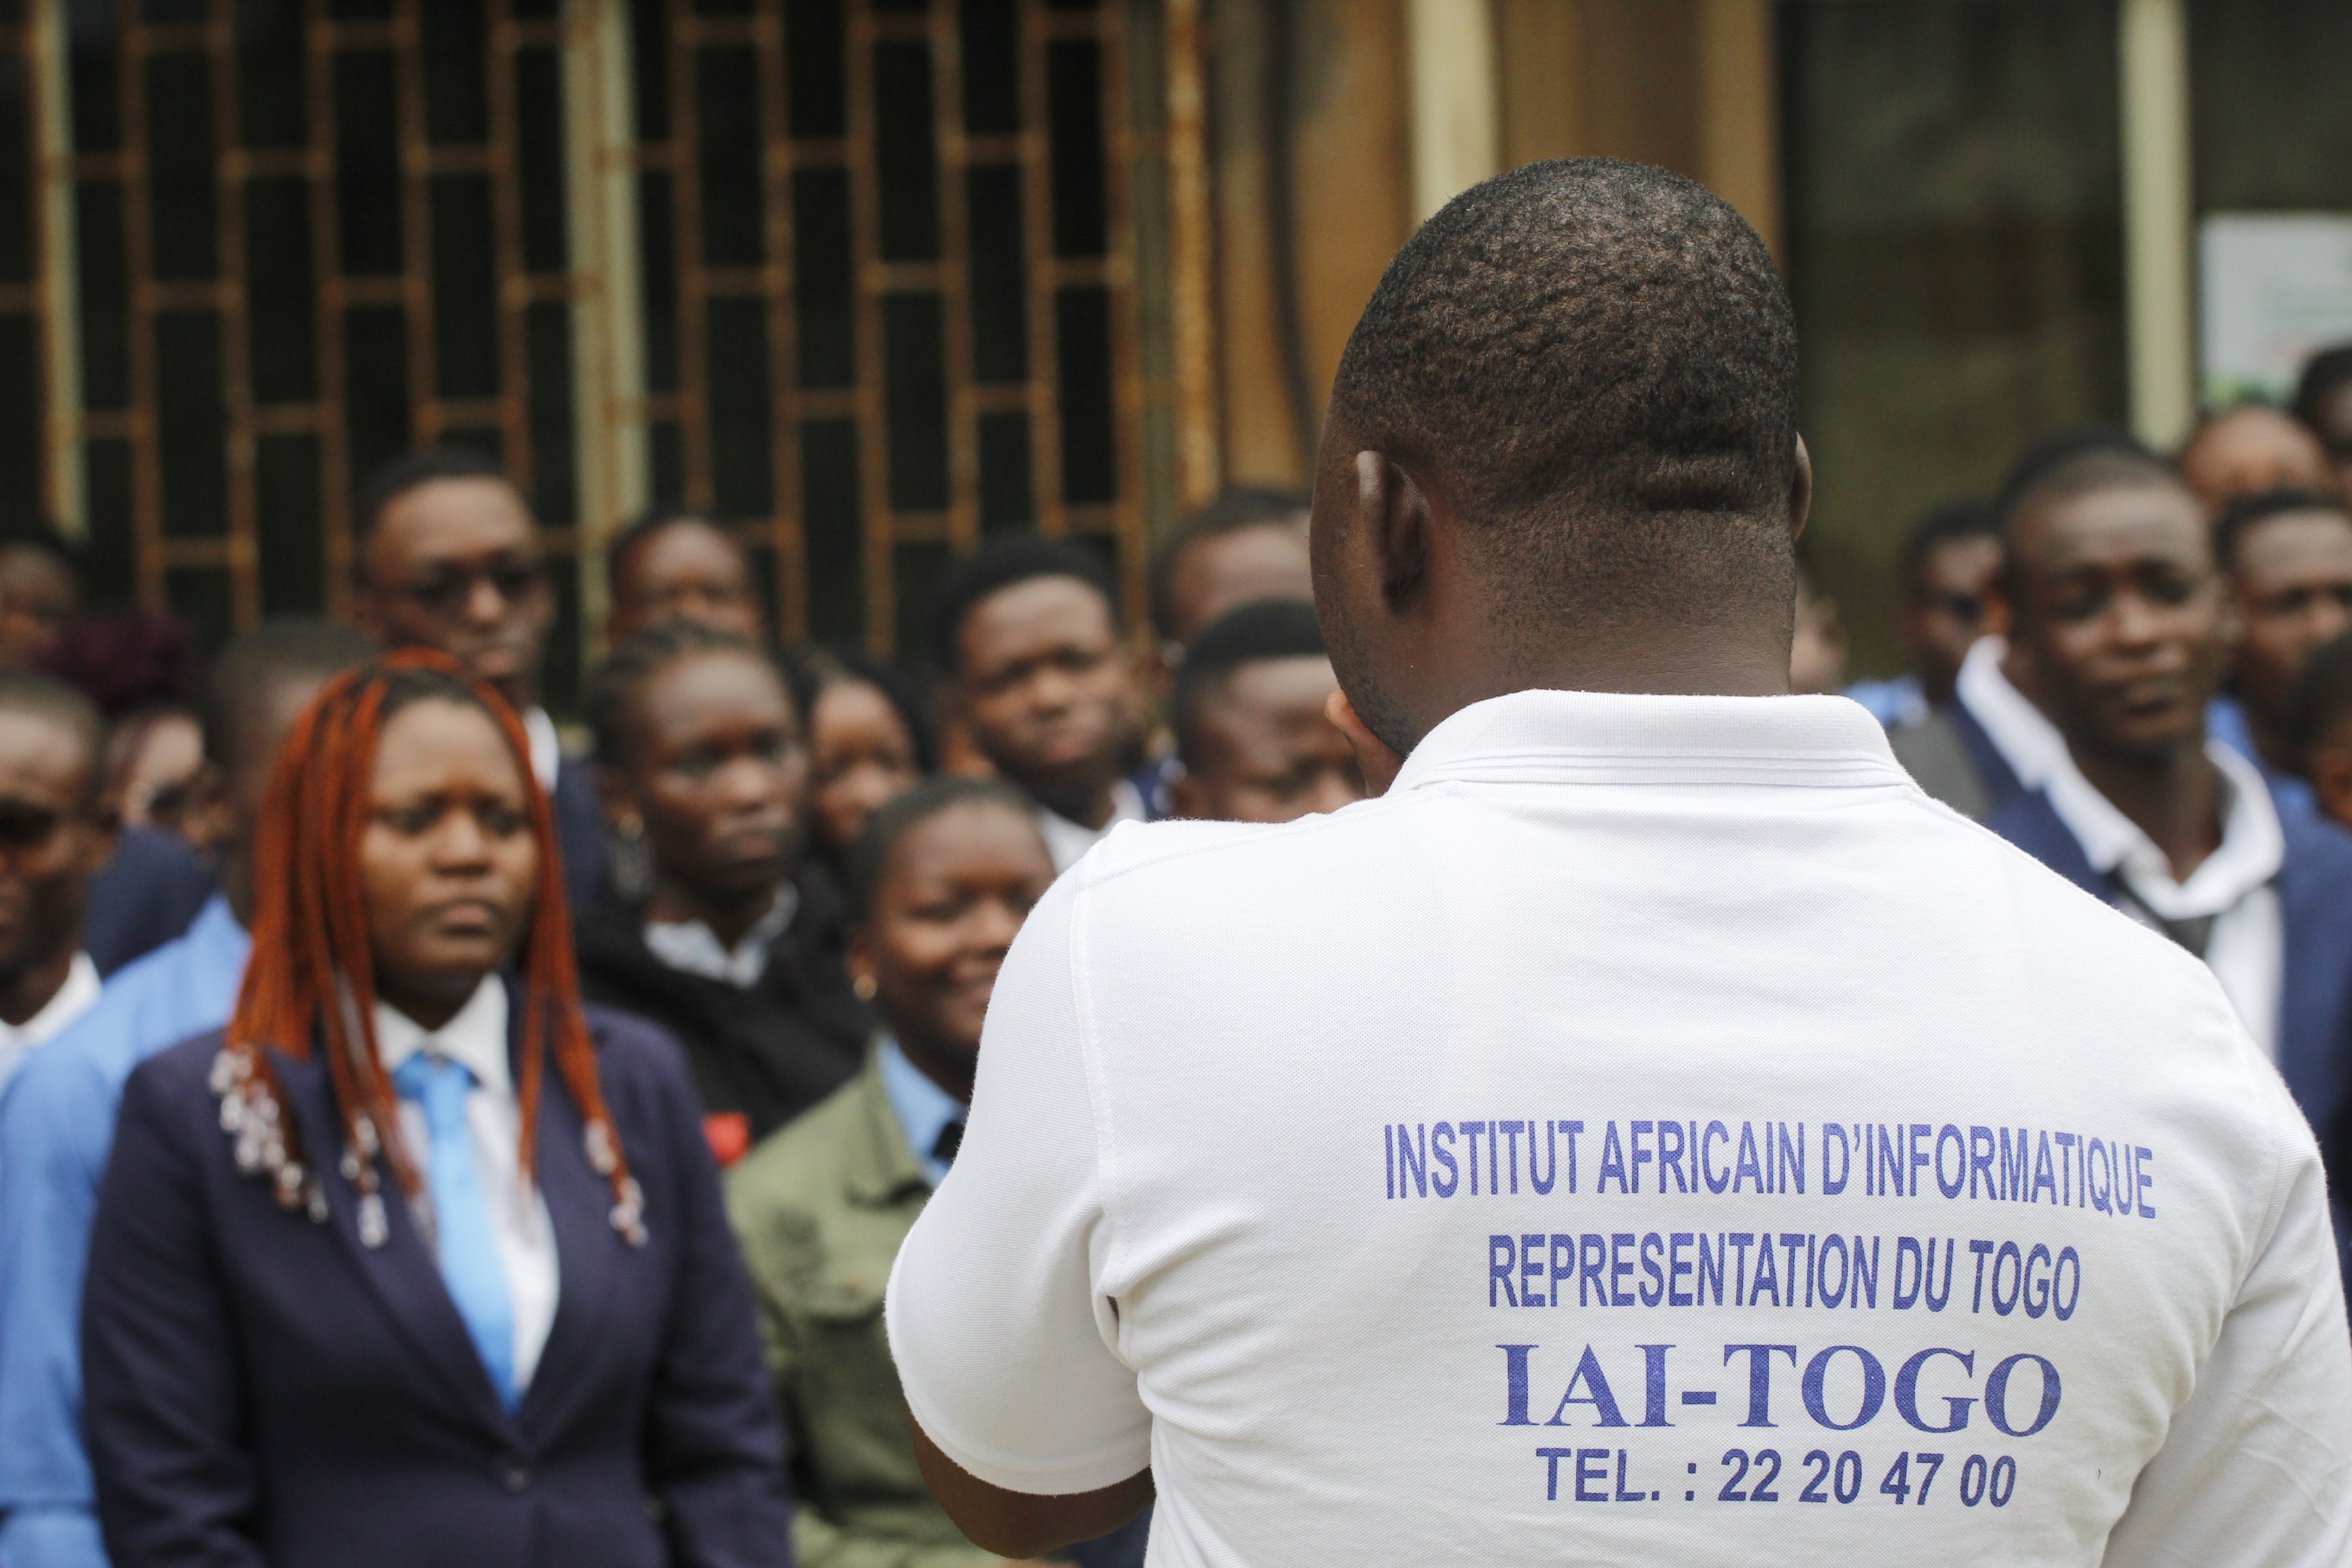 INSTITUT AFRICAIN D'INFORMATIQUE
REPRESENTATION DU TOGO
IAI-TOGO
TEL. : 22 20 47 00